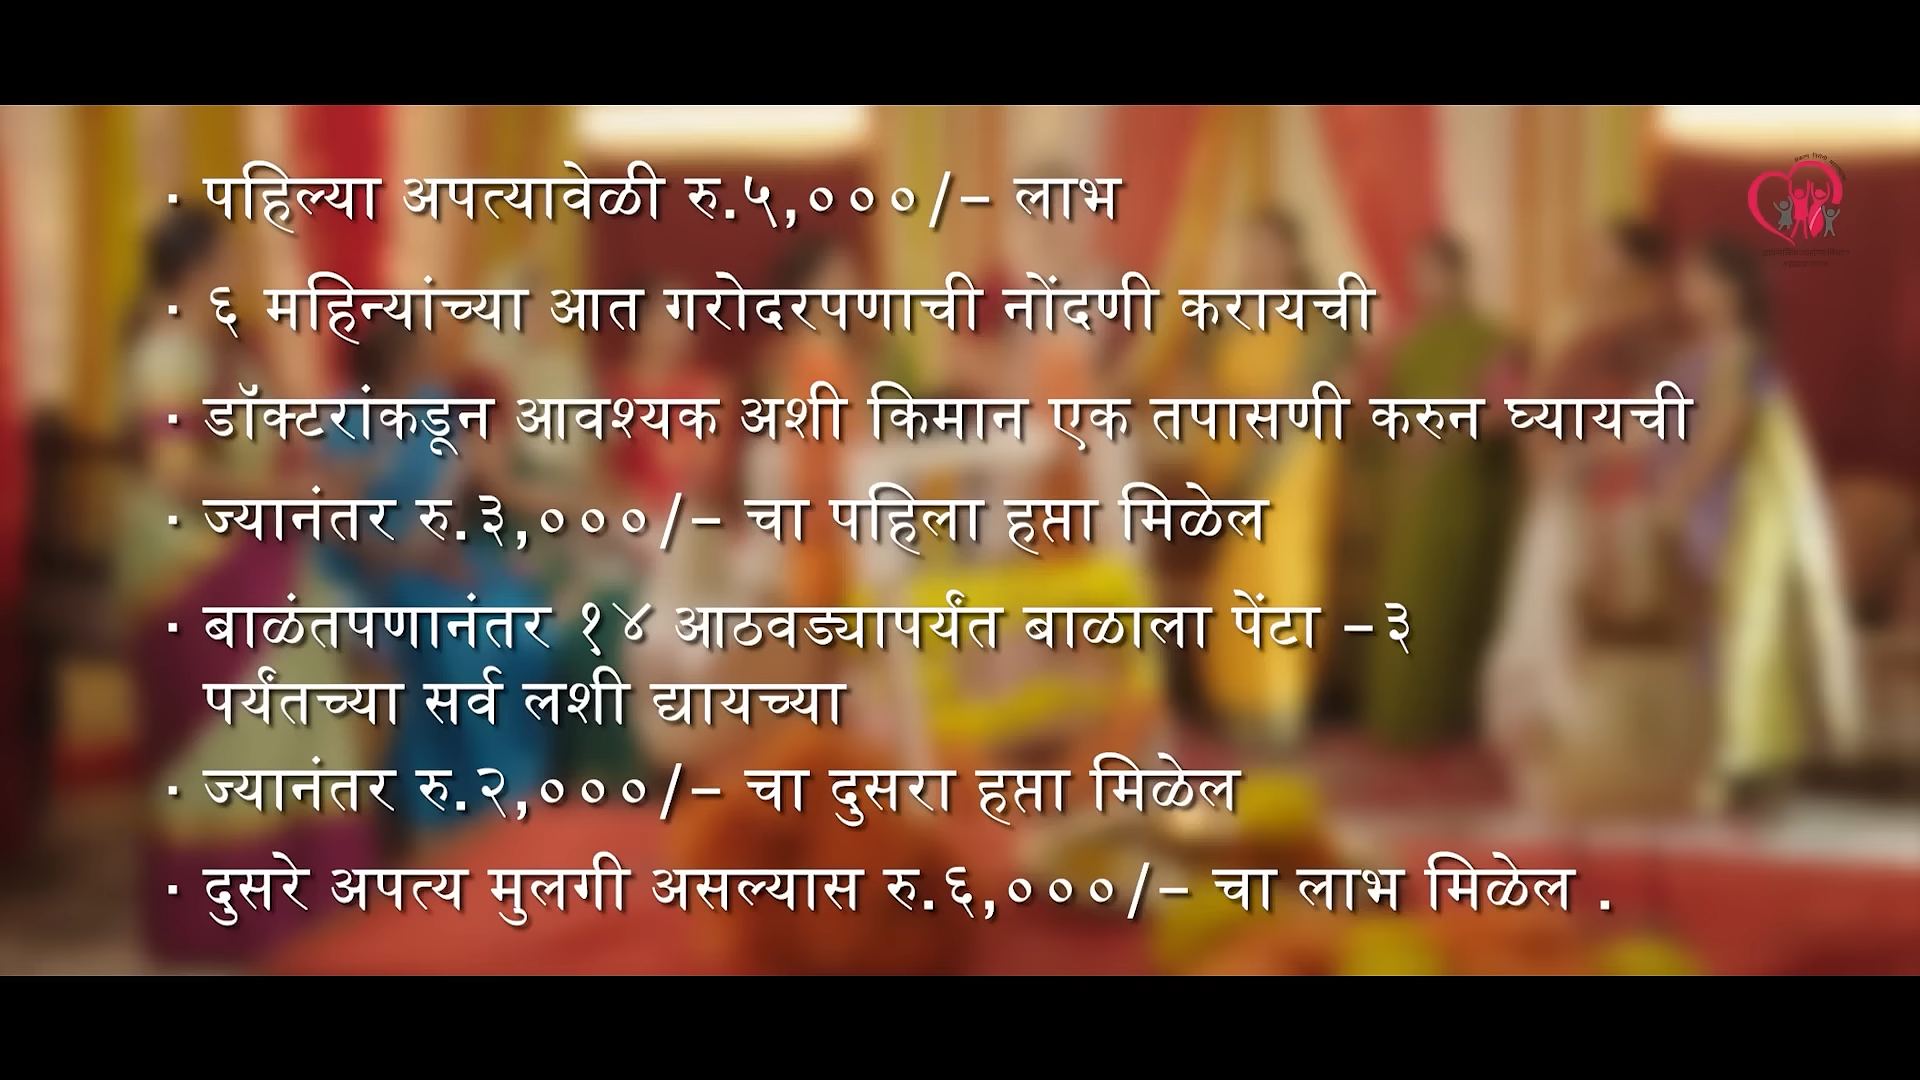 · पहिल्या अपत्यावेळी रु.५,०००/- लाभ
· ६ महिन्यांच्या आत गरोदरपणाची नोंदणी करायची
· डॉक्टरांकडून आवश्यक अशी किमान एक तपासणी करुन घ्यायची
· ज्यानंतर रु.३,०००/- चा पहिला हप्ता मिळेल
· बाळंतपणानंतर १४ आठवड्यापर्यंत बाळाला पेंटा -३
पर्यंतच्या सर्व लशी द्यायच्या
· ज्यानंतर रु.२,०००/- चा दुसरा हप्ता मिळेल
· दुसरे अपत्य मुलगी असल्यास रु.६,०००/- चा लाभ मिळेल .